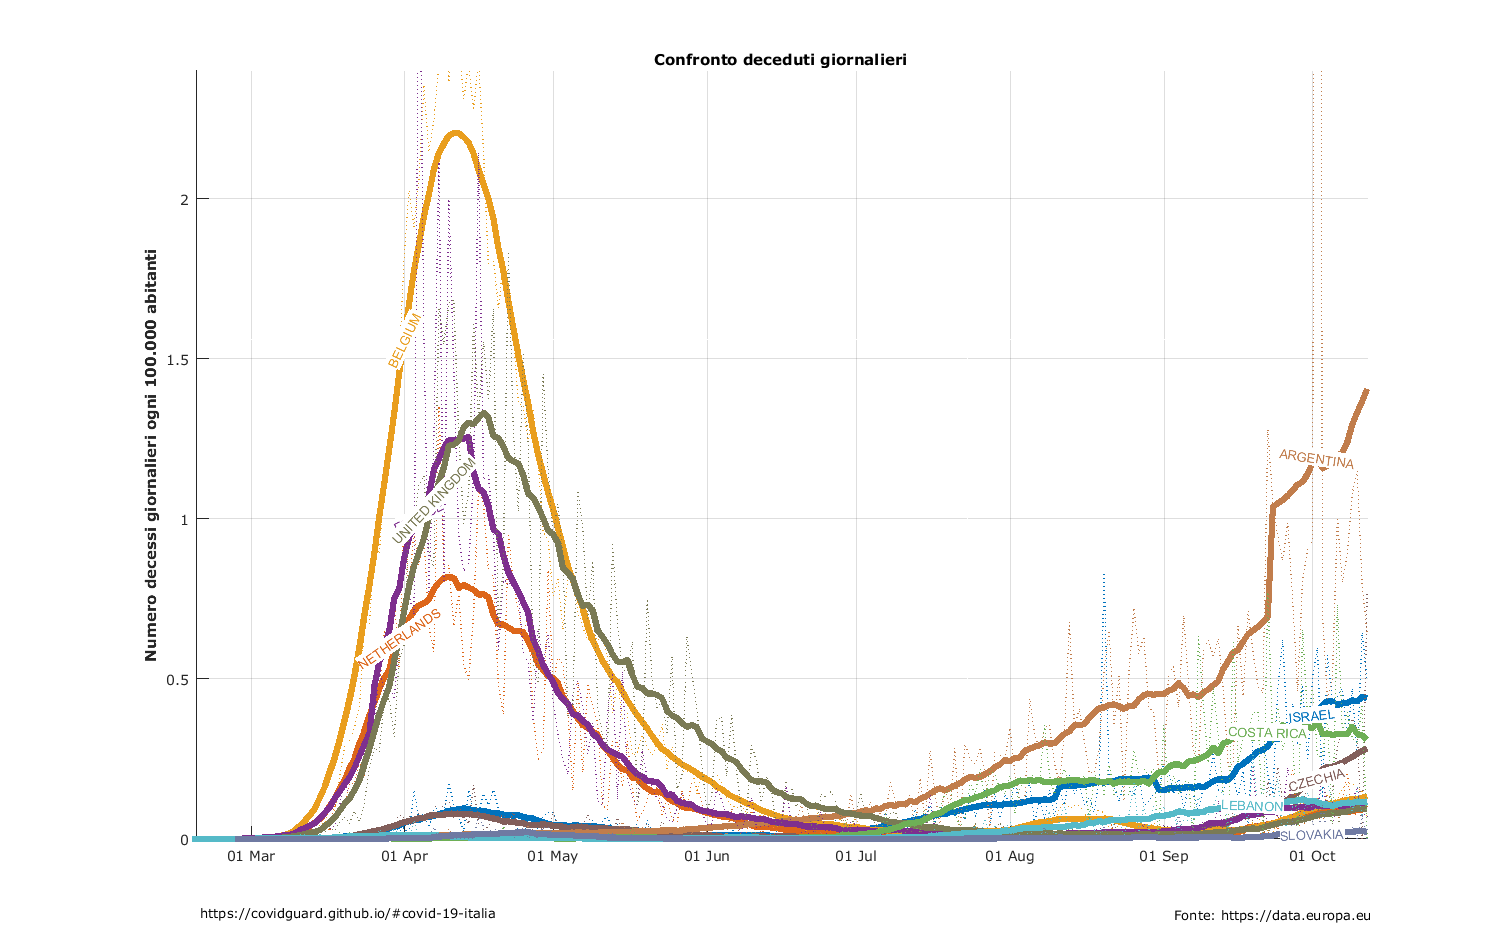 Confronto deceduti giornalieri
Numero decessi giornalieri ogni 100.000 abitanti
2
1.5
1
0.5
0
BELGIUM
UNITED KINGDOM
NETHERLANDS
ARGENTINA
ISRAEL
COSTA RICA
CZECHIA
LEBANON
SLOVAKIA
01 Mar
01 Apr
01 May
01 Jun
01 Jul
01 Aug
01 Sep
01 Oct
https://covidguard.github.io/#covid-19-italia
Fonte: https://data.europa.eu